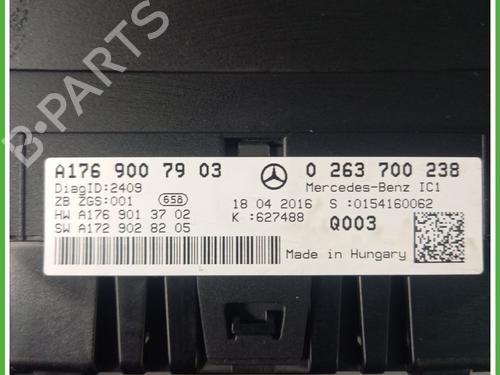 B-PARTS
A176 900 79 03
0 263 700 238
DiagID:2409
Mercedes-Benz IC1
ZB ZGS:001
658
18 04 2016 S :0154160062
HW A176 901 37 02
K :627488
Q003
SW A172 902 82 05
Made in Hungary